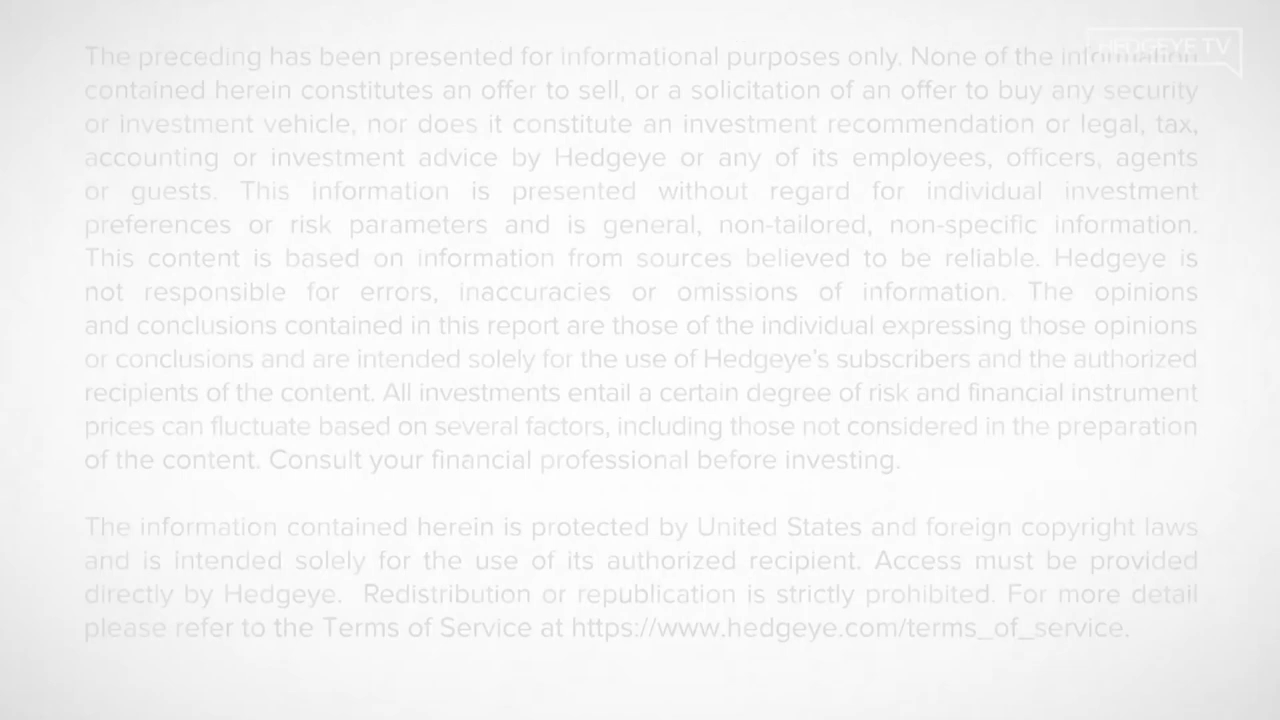 HEDGEYE TV
The preceding has been presented for informational purposes only. None of the information
contained herein constitutes an offer to sell, or a solicitation of an offer to buy any security
or investment vehicle, nor does it constitute an investment recommendation or legal, tax,
accounting or investment advice by Hedgeye or any of its employees, officers, agents
or guests. This information is presented without regard for individual investment
preferences or risk parameters and is general, non-tailored, non-specific information.
This content is based on information from sources believed to be reliable. Hedgeye is
not responsible for errors, inaccuracies or omissions of information. The opinions
and conclusions contained in this report are those of the individual expressing those opinions
or conclusions and are intended solely for the use of Hedgeye’s subscribers and the authorized
recipients of the content. All investments entail a certain degree of risk and financial instrument
prices can fluctuate based on several factors, including those not considered in the preparation
of the content. Consult your financial professional before investing.
The information contained herein is protected by United States and foreign copyright laws
and is intended solely for the use of its authorized recipient. Access must be provided
directly by Hedgeye. Redistribution or republication is strictly prohibited. For more detail
please refer to the Terms of Service at https://www.hedgeye.com/terms_of_service.